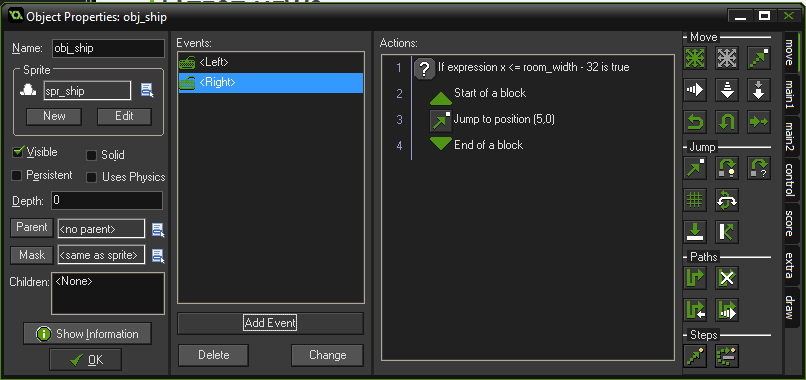 Object Properties: obj_ship
Name: obj_ship
Sprite
spr_ship
New Edit
Visible Solid
Persistent Uses Physics
Depth: 0
Parent <no parent>
Mask <same as sprite>
Children: <None>
Show Information
OK
Events:
<Left>
<Right>
Add Event
Delete Change
Actions:
1 If expression x <= room_width - 32 is true
2 Start of a block
3 Jump to position (5,0)
4 End of a block
Move
Jump
Paths
Steps
move
main1
main2
control
score
extra
draw